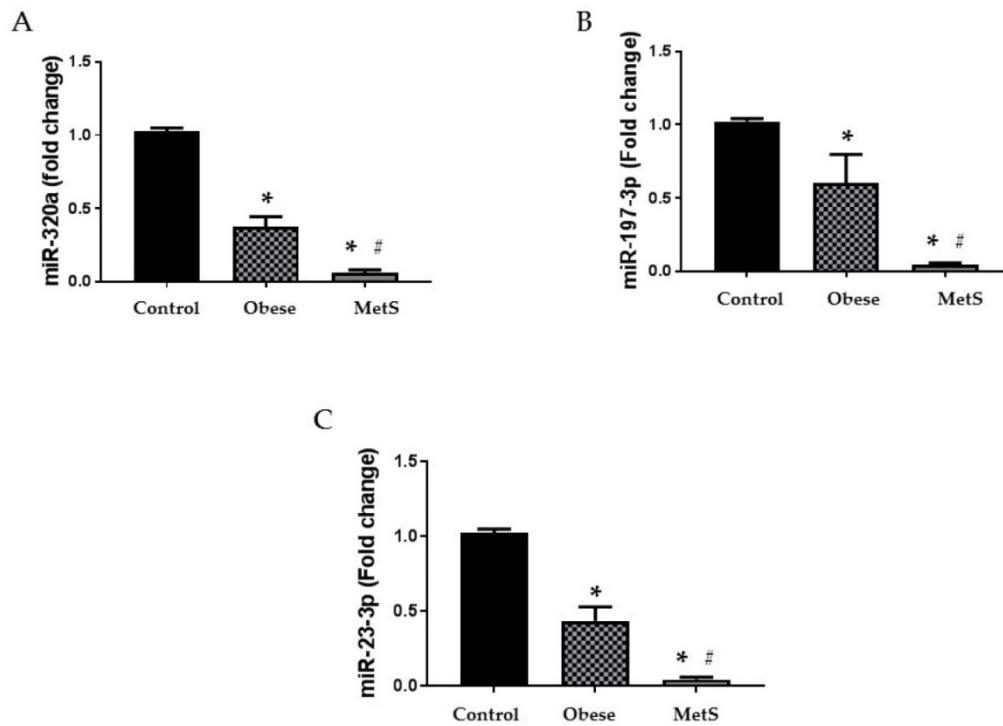 A
miR-320a (fold change)
1.5
1.0
0.5
0.0
*
* #
Control Obese MetS
B
miR-197-3p (Fold change)
1.5
1.0
0.5
0.0
*
* #
Control Obese MetS
C
miR-23-3p (Fold change)
1.5
1.0
0.5
0.0
*
* #
Control Obese MetS